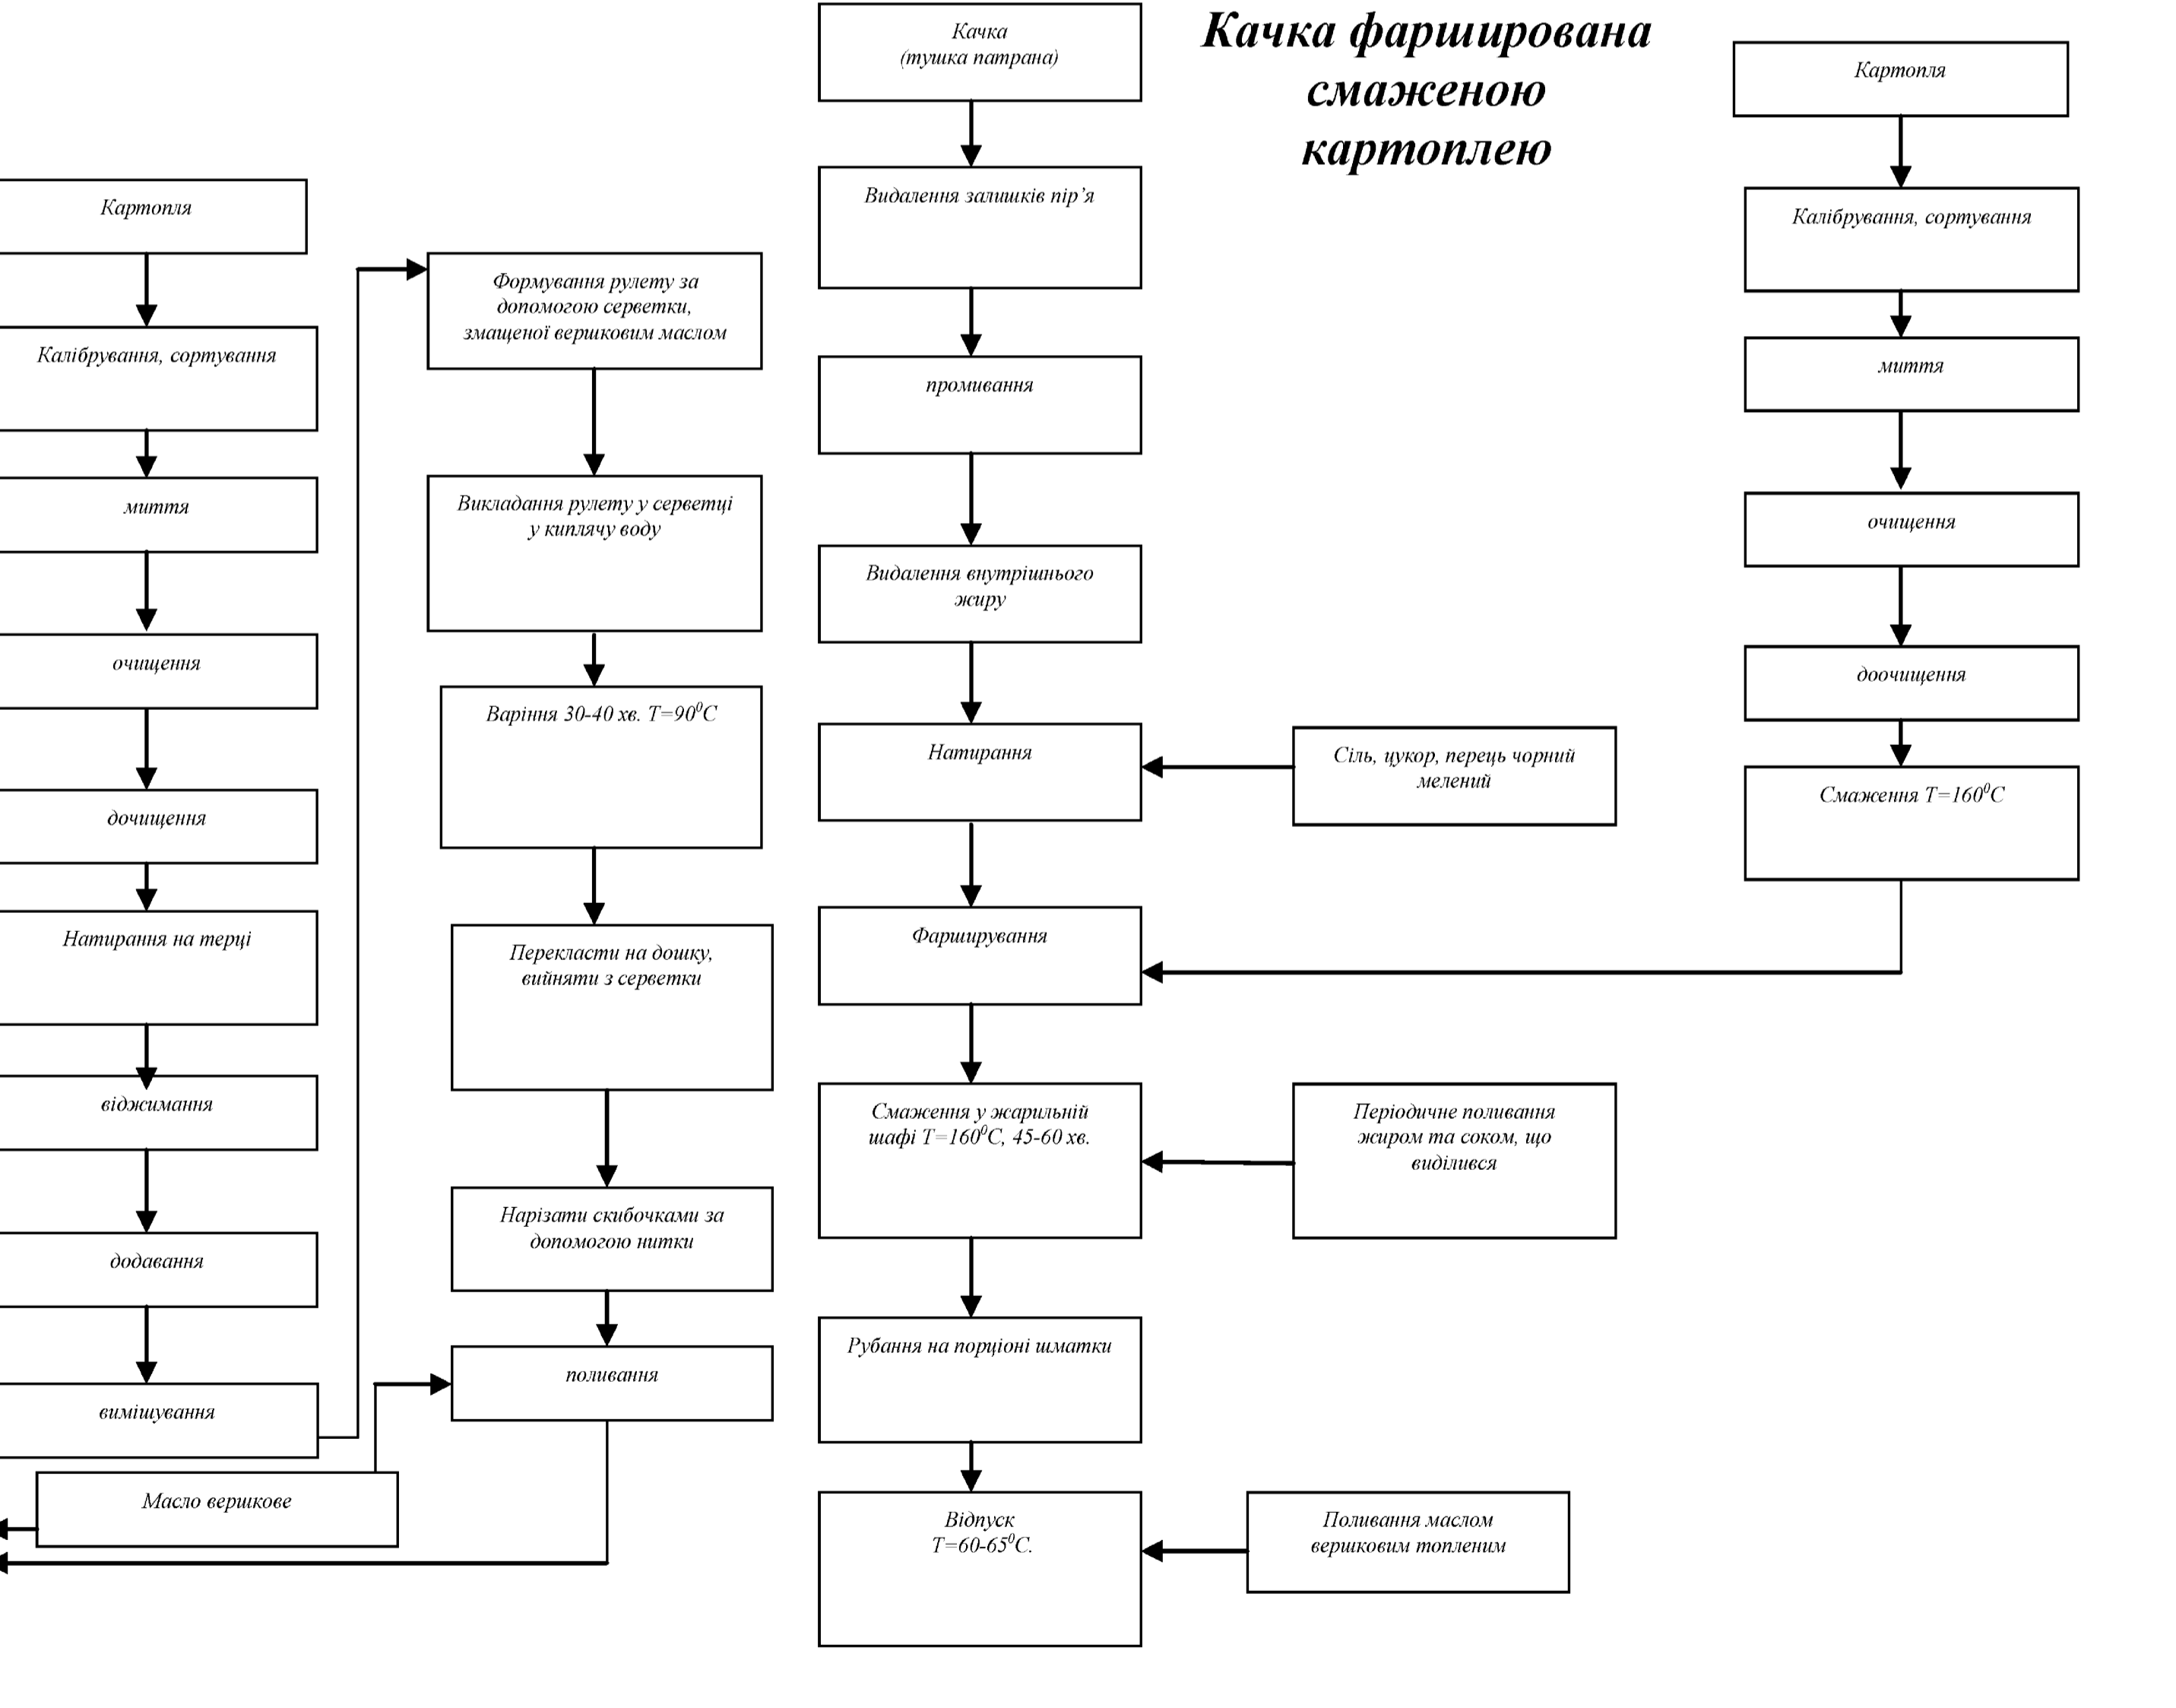 Качка фарширована
смаженою
картоплею
Картопля
Калібрування, сортування
миття
очищення
дочищення
Натирання на терці
віджимання
додавання
вимішування
Масло вершкове
Формування рулету за
допомогою серветки,
змащеної вершковим маслом
Викладання рулету у серветці
у киплячу воду
Варіння 30-40 хв. Т=90⁰С
Перекласти на дошку,
вийняти з серветки
Нарізати скибочками за
допомогою нитки
поливання
Качка
(тушка патрана)
Видалення залишків пір’я
промивання
Видалення внутрішнього
жиру
Натирання
Сіль, цукор, перець чорний
мелений
Фарширування
Смаження у жарильній
шафі Т=160⁰С, 45-60 хв.
Періодичне поливання
жиром та соком, що
виділився
Рубання на порціоні шматки
Відпуск
Т=60-65⁰С.
Поливання маслом
вершковим топленим
Картопля
Калібрування, сортування
миття
очищення
доочищення
Смаження Т=160⁰С